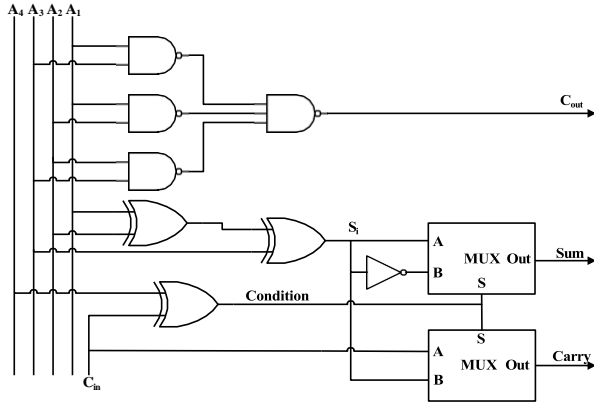 A4 A3 A2 A1
Cout
Si
A
MUX Out
Sum
B
S
Condition
S
A
MUX Out
Carry
B
Cin